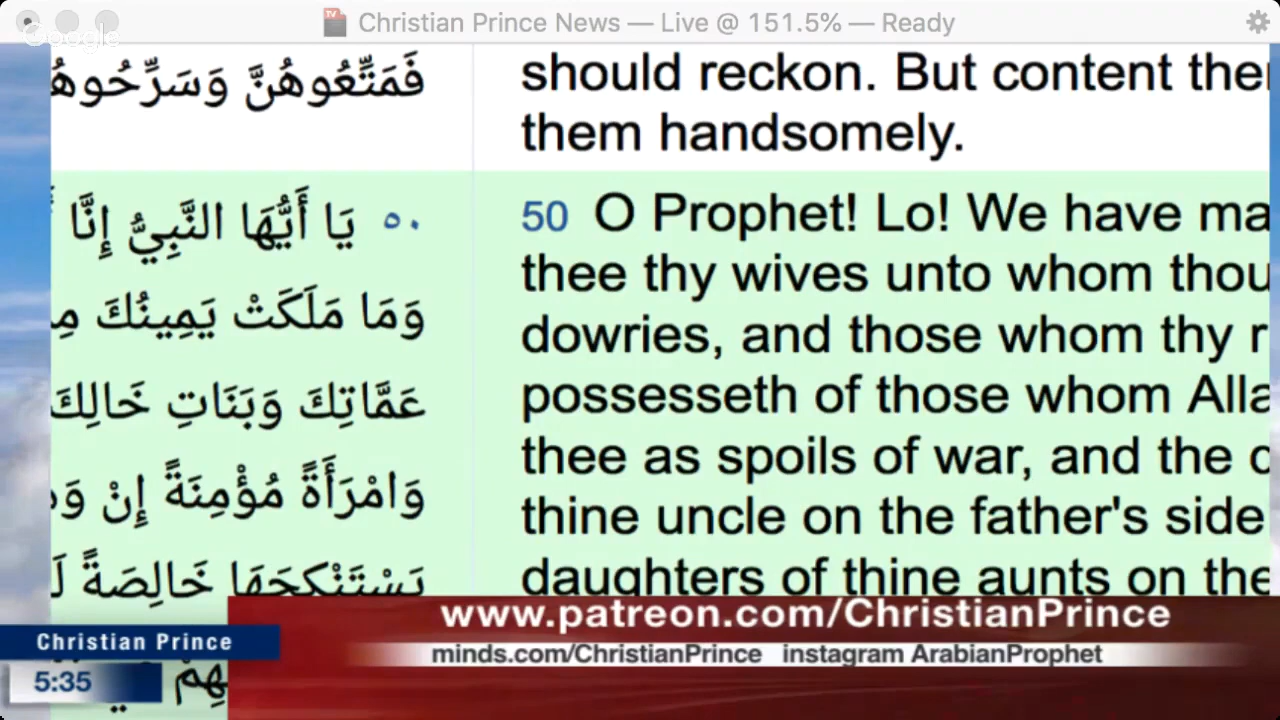 Christian Prince News — Live @ 151.5% — Ready
Google
فَمَتِّعُوهُنَّ وَسَرِّحُوهُ
should reckon. But content the
them handsomely.
٥٠ يَا أَيُّهَا النَّبِيُّ إِنَّا
وَمَا مَلَكَتْ يَمِينُكَ مِ
عَمَّاتِكَ وَبَنَاتِ خَالِكَ
وَامْرَأَةً مُؤْمِنَةً إِنْ وَ
يَسْتَنْكِحَهَا خَالِصَةً لَ
50 O Prophet! Lo! We have ma
thee thy wives unto whom thou
dowries, and those whom thy r
possesseth of those whom Alla
thee as spoils of war, and the
thine uncle on the father's side
daughters of thine aunts on the
www.patreon.com/ChristianPrince
Christian Prince
minds.com/ChristianPrince instagram ArabianProphet
5:35